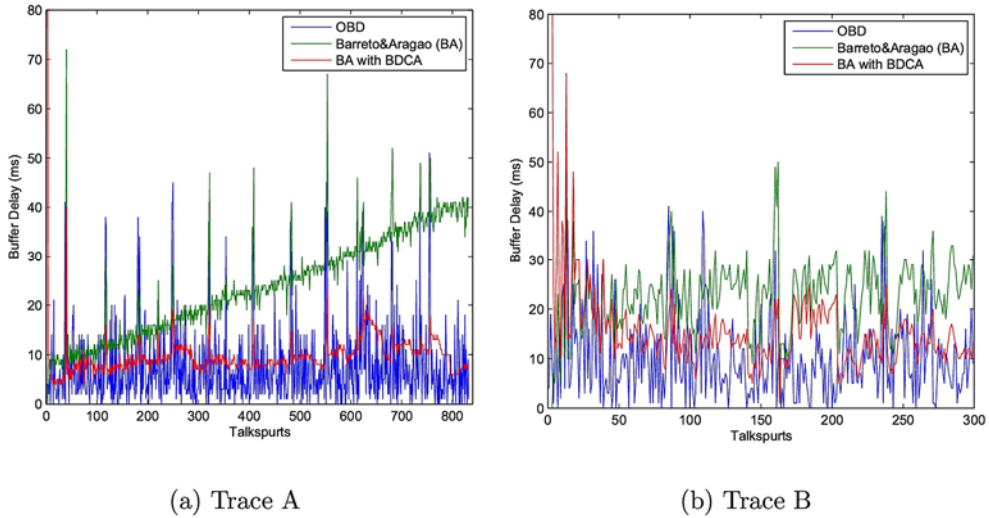 80
70
60
50
40
30
20
10
0
Buffer Delay (ms)
OBD
Barreto&Aragao (BA)
BA with BDCA
0
100
200
300
400
500
600
700
800
Talkspurts
(a) Trace A
80
70
60
50
40
30
20
10
0
Buffer Delay (ms)
OBD
Barreto&Aragao (BA)
BA with BDCA
0
50
100
150
200
250
300
Talkspurts
(b) Trace B